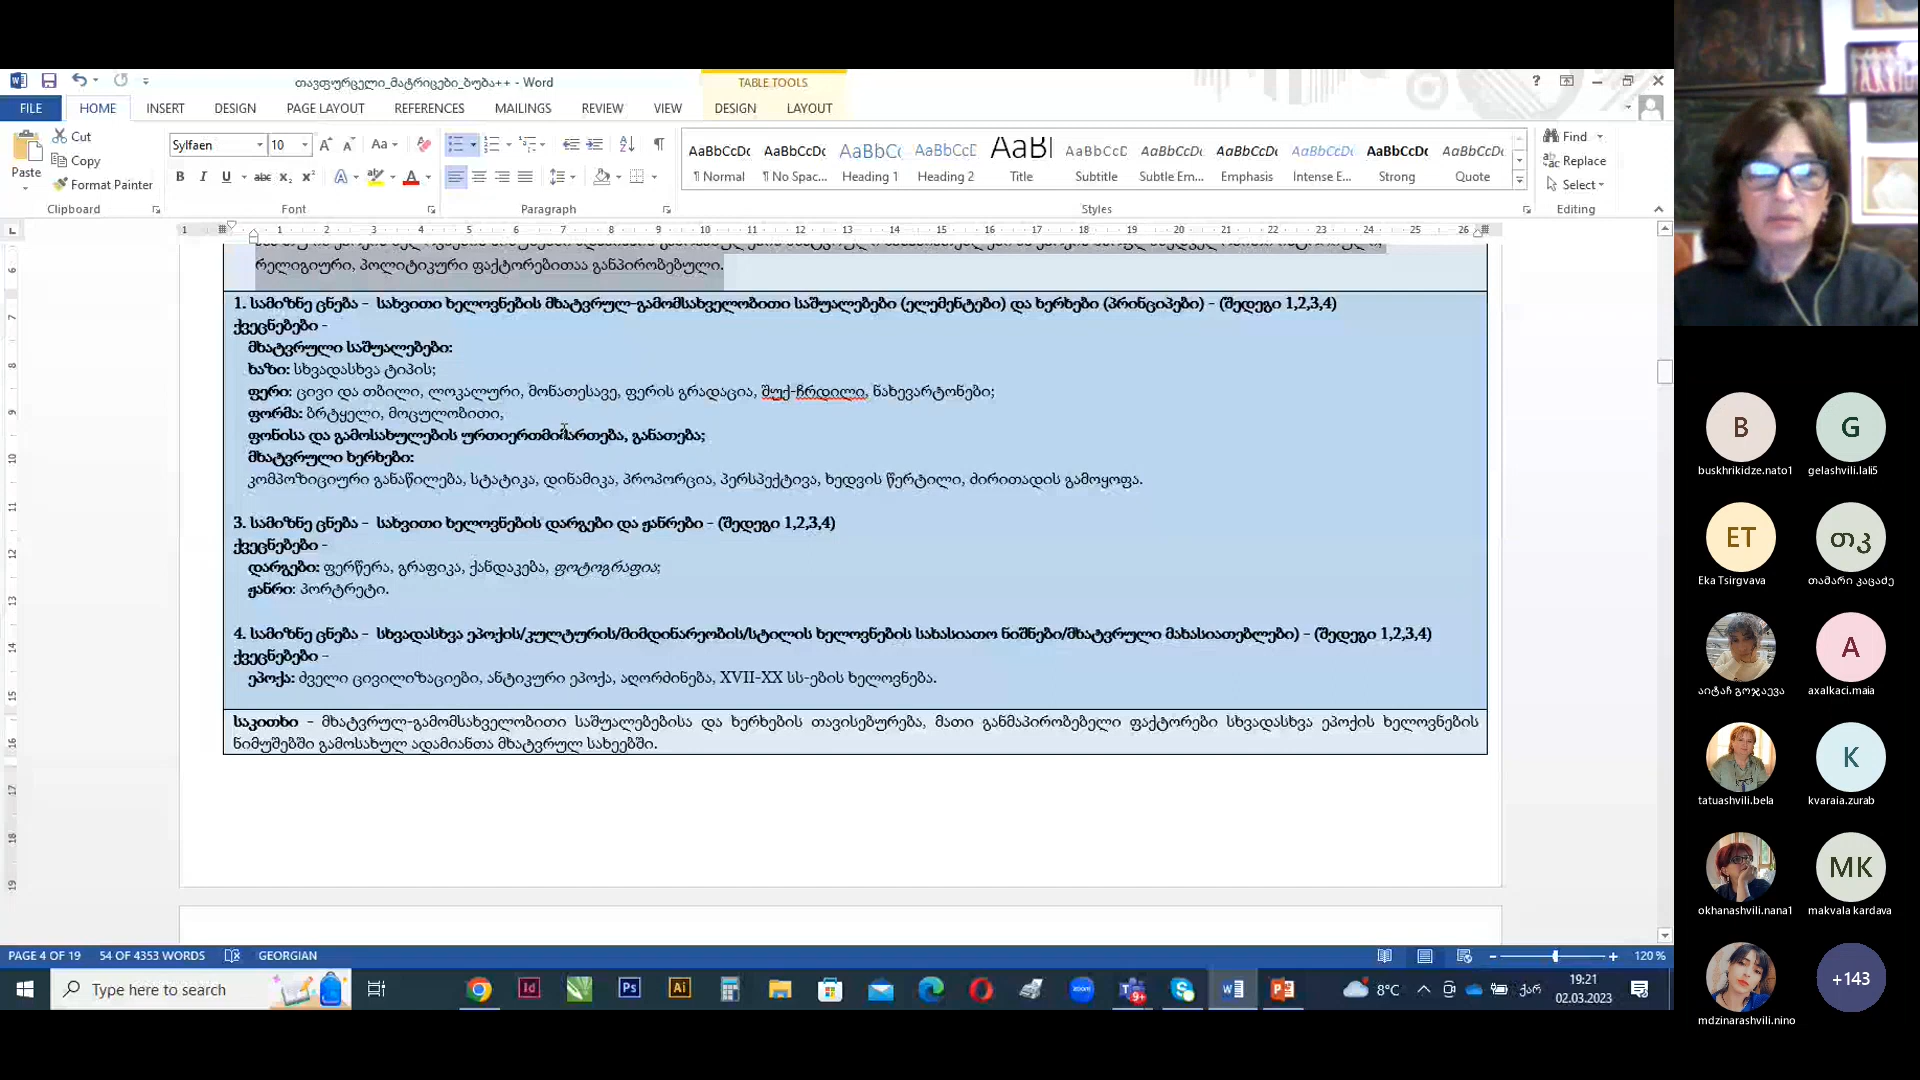 თავფურცელი_მატრიცები_ბუბა++ - Word
TABLE TOOLS
FILE
HOME
INSERT
DESIGN
PAGE LAYOUT
REFERENCES
MAILINGS
REVIEW
VIEW
DESIGN
LAYOUT
Cut
Copy
Format Painter
Paste
Clipboard
Sylfaen
10
Font
Paragraph
¶ Normal
¶ No Spac...
Heading 1
Heading 2
Title
Subtitle
Subtle Em...
Emphasis
Intense E...
Strong
Quote
Styles
Find
Replace
Select
Editing
რელიგიური, პოლიტიკური ფაქტორებითაა განპირობებული.
1. სამიზნე ცნება - სახვითი ხელოვნების მხატვრულ-გამომსახველობითი საშუალებები (ელემენტები) და ხერხები (პრინციპები) - (შედეგი 1,2,3,4)
ქვეცნებები -
მხატვრული საშუალებები:
ხაზი: სხვადასხვა ტიპის;
ფერი: ცივი და თბილი, ლოკალური, მონათესავე, ფერის გრადაცია, შუქ-ჩრდილი, ნახევარტონები;
ფორმა: ბრტყელი, მოცულობითი,
ფონისა და გამოსახულების ურთიერთმიმართება, განათება;
მხატვრული ხერხები:
კომპოზიციური განაწილება, სტატიკა, დინამიკა, პროპორცია, პერსპექტივა, ხედვის წერტილი, ძირითადის გამოყოფა.
3. სამიზნე ცნება - სახვითი ხელოვნების დარგები და ჟანრები - (შედეგი 1,2,3,4)
ქვეცნებები -
დარგები: ფერწერა, გრაფიკა, ქანდაკება, ფოტოგრაფია;
ჟანრი: პორტრეტი.
4. სამიზნე ცნება - სხვადასხვა ეპოქის/კულტურის/მიმდინარეობის/სტილის ხელოვნების სახასიათო ნიშნები/მხატვრული მახასიათებლები) - (შედეგი 1,2,3,4)
ქვეცნებები -
ეპოქა: ძველი ცივილიზაციები, ანტიკური ეპოქა, აღორძინება, XVII-XX სს-ების ხელოვნება.
საკითხი - მხატვრულ-გამომსახველობითი საშუალებებისა და ხერხების თავისებურება, მათი განმაპირობებელი ფაქტორები სხვადასხვა ეპოქის ხელოვნების
ნიმუშებში გამოსახულ ადამიანთა მხატვრულ სახეებში.
PAGE 4 OF 19
54 OF 4353 WORDS
GEORGIAN
120 %
Type here to search
8°C
ქარ
19:21
02.03.2023
B
buskhrikidze.nato1
G
gelashvili.lali5
ET
Eka Tsirgvava
თკ
თამარი კაცაძე
აიტაჩ გოჯაევა
A
axalkaci.maia
tatuashvili.bela
K
kvaraia.zurab
okhanashvili.nana1
MK
makvala kardava
mdzinarashvili.nino
+143